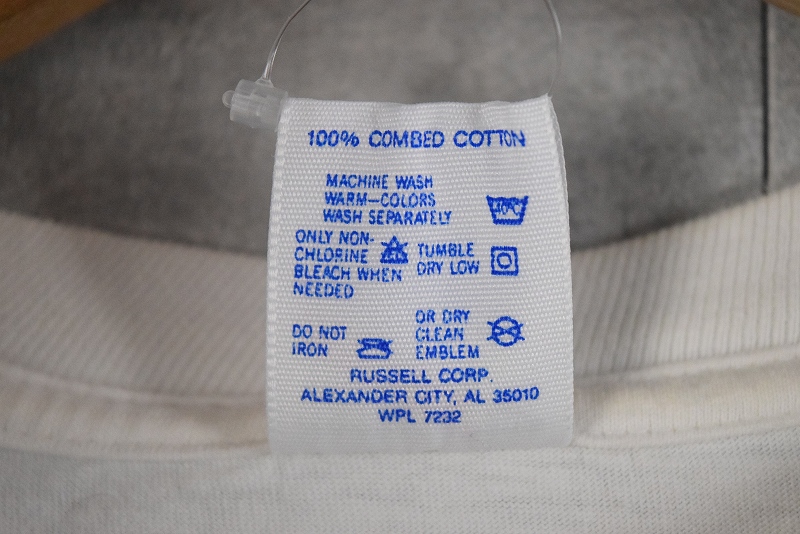 100% COMBED COTTON
MACHINE WASH
WARM-COLORS
WASH SEPARATELY
40°C
ONLY NON-
CHLORINE
BLEACH WHEN
NEEDED
TUMBLE
DRY LOW
DO NOT
IRON
OR DRY
CLEAN
EMBLEM
RUSSELL CORP.
ALEXANDER CITY, AL 35010
WPL 7232